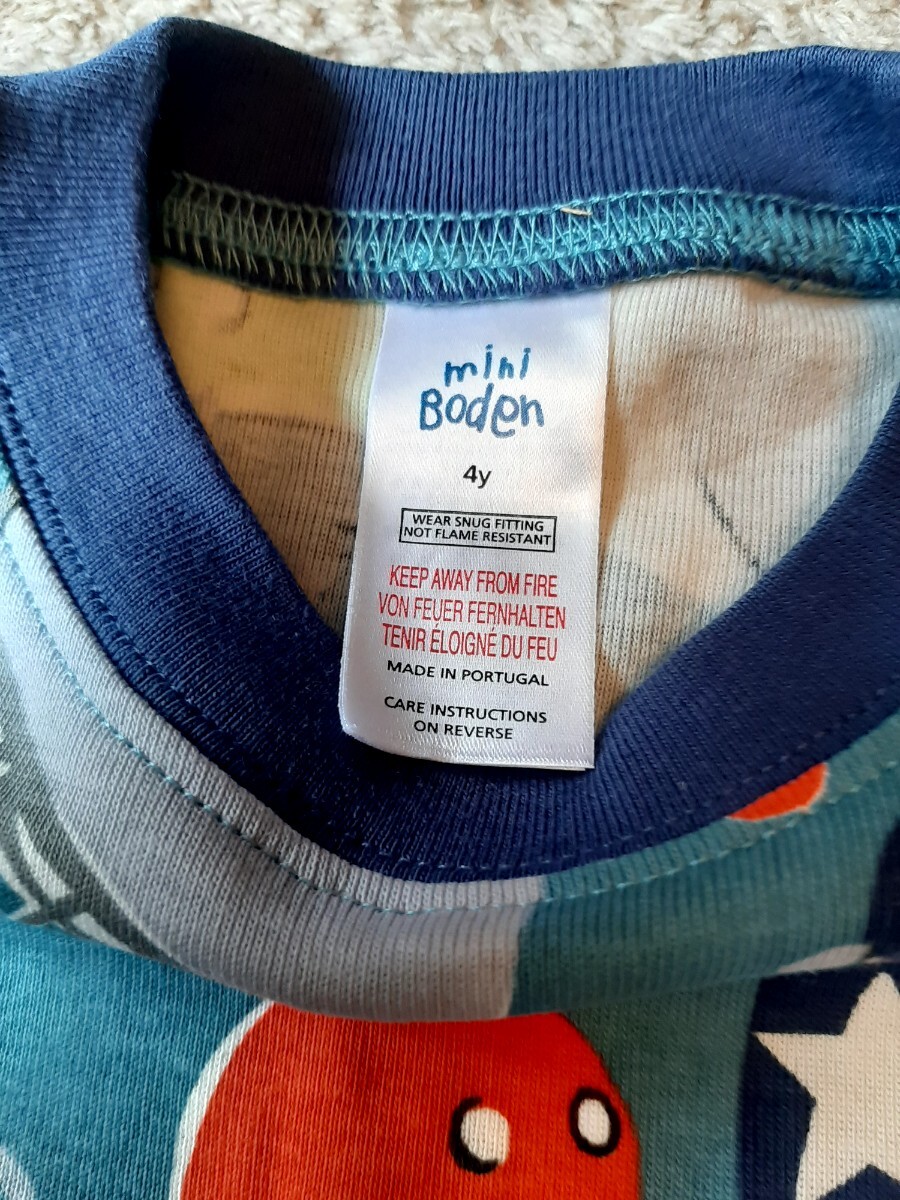 mini
Boden
4y
WEAR SNUG FITTING
NOT FLAME RESISTANT
KEEP AWAY FROM FIRE
VON FEUER FERNHALTEN
TENIR ÉLOIGNÉ DU FEU
MADE IN PORTUGAL
CARE INSTRUCTIONS
ON REVERSE